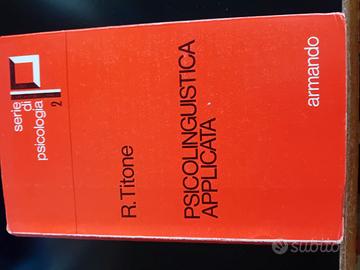 serie
di
psicologia
2
R. Titone
PSICOLINGUISTICA
APPLICATA
armando
subito